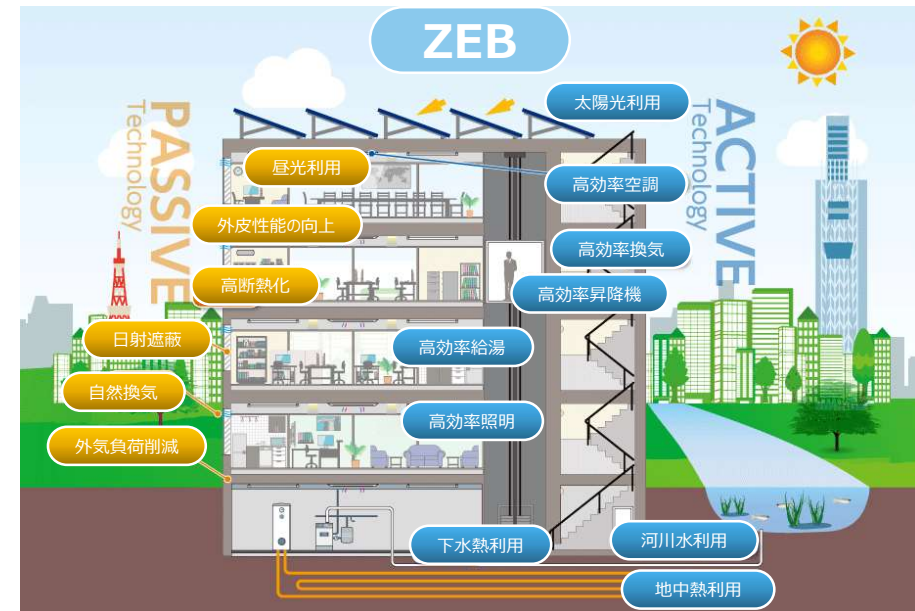 ZEB
PASSIVE
Technology
ACTIVE
Technology
太陽光利用
昼光利用
高効率空調
外皮性能の向上
高効率換気
高断熱化
高効率昇降機
日射遮蔽
高効率給湯
自然換気
高効率照明
外気負荷削減
下水熱利用
河川水利用
地中熱利用